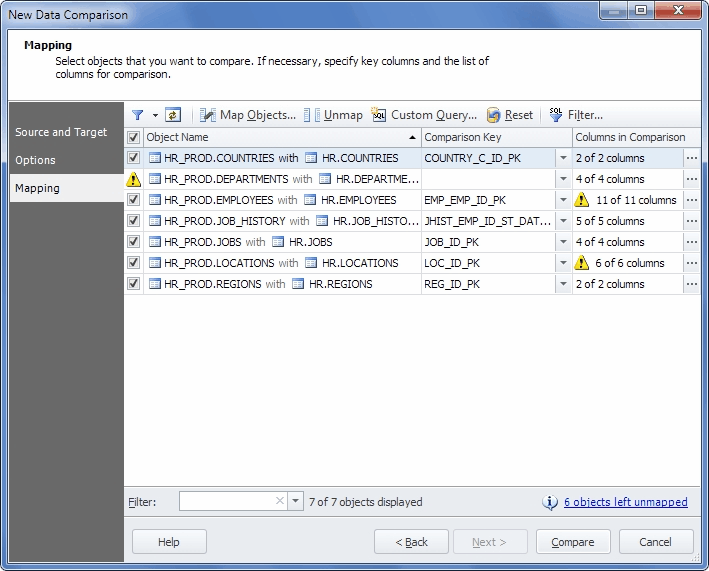 New Data Comparison
Mapping
Select objects that you want to compare. If necessary, specify key columns and the list of
columns for comparison.
Source and Target
Options
Mapping
Map Objects... Unmap Custom Query... Reset Filter...
Object Name Comparison Key Columns in Comparison
HR_PROD.COUNTRIES with HR.COUNTRIES COUNTRY_C_ID_PK 2 of 2 columns
HR_PROD.DEPARTMENTS with HR.DEPARTME... 4 of 4 columns
HR_PROD.EMPLOYEES with HR.EMPLOYEES EMP_EMP_ID_PK 11 of 11 columns
HR_PROD.JOB_HISTORY with HR.JOB_HISTO... JHIST_EMP_ID_ST_DAT... 5 of 5 columns
HR_PROD.JOBS with HR.JOBS JOB_ID_PK 4 of 4 columns
HR_PROD.LOCATIONS with HR.LOCATIONS LOC_ID_PK 6 of 6 columns
HR_PROD.REGIONS with HR.REGIONS REG_ID_PK 2 of 2 columns
Filter: 7 of 7 objects displayed 6 objects left unmapped
Help < Back Next > Compare Cancel